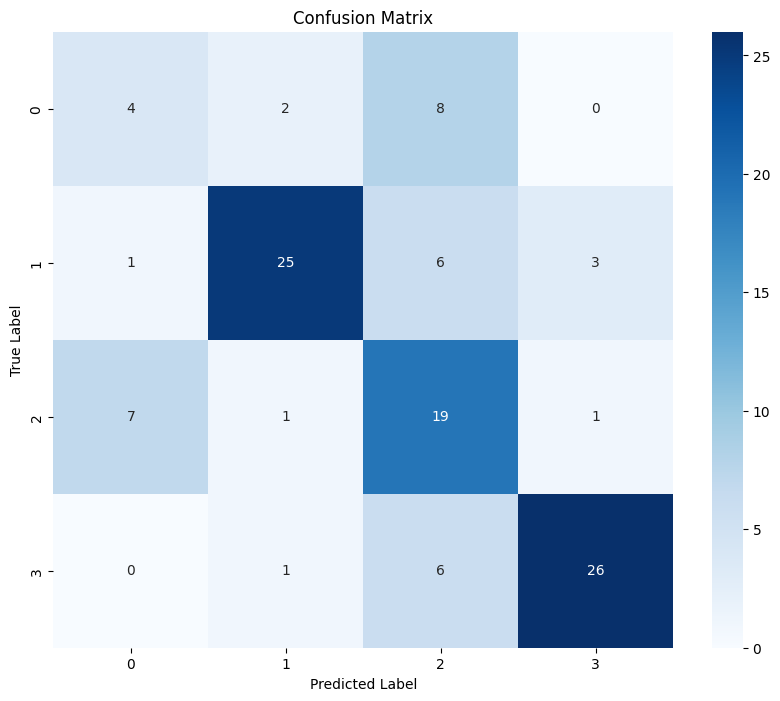 Confusion Matrix
True Label
0 4 2 8 0
1 1 25 6 3
2 7 1 19 1
3 0 1 6 26
0 1 2 3
Predicted Label
25
20
15
10
5
0